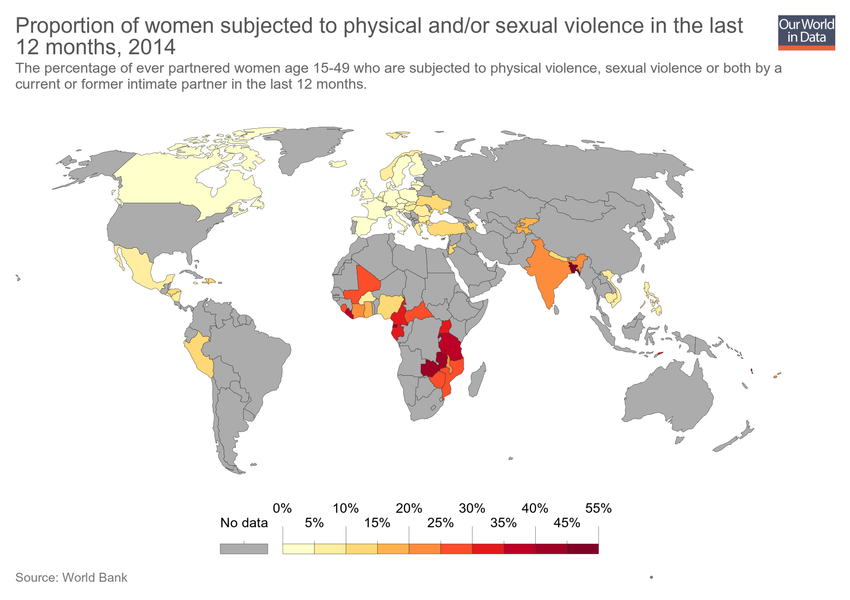 Proportion of women subjected to physical and/or sexual violence in the last
12 months, 2014
Our World
in Data
The percentage of ever partnered women age 15-49 who are subjected to physical violence, sexual violence or both by a
current or former intimate partner in the last 12 months.
0% 10% 20% 30% 40% 55%
No data 5% 15% 25% 35% 45%
Source: World Bank